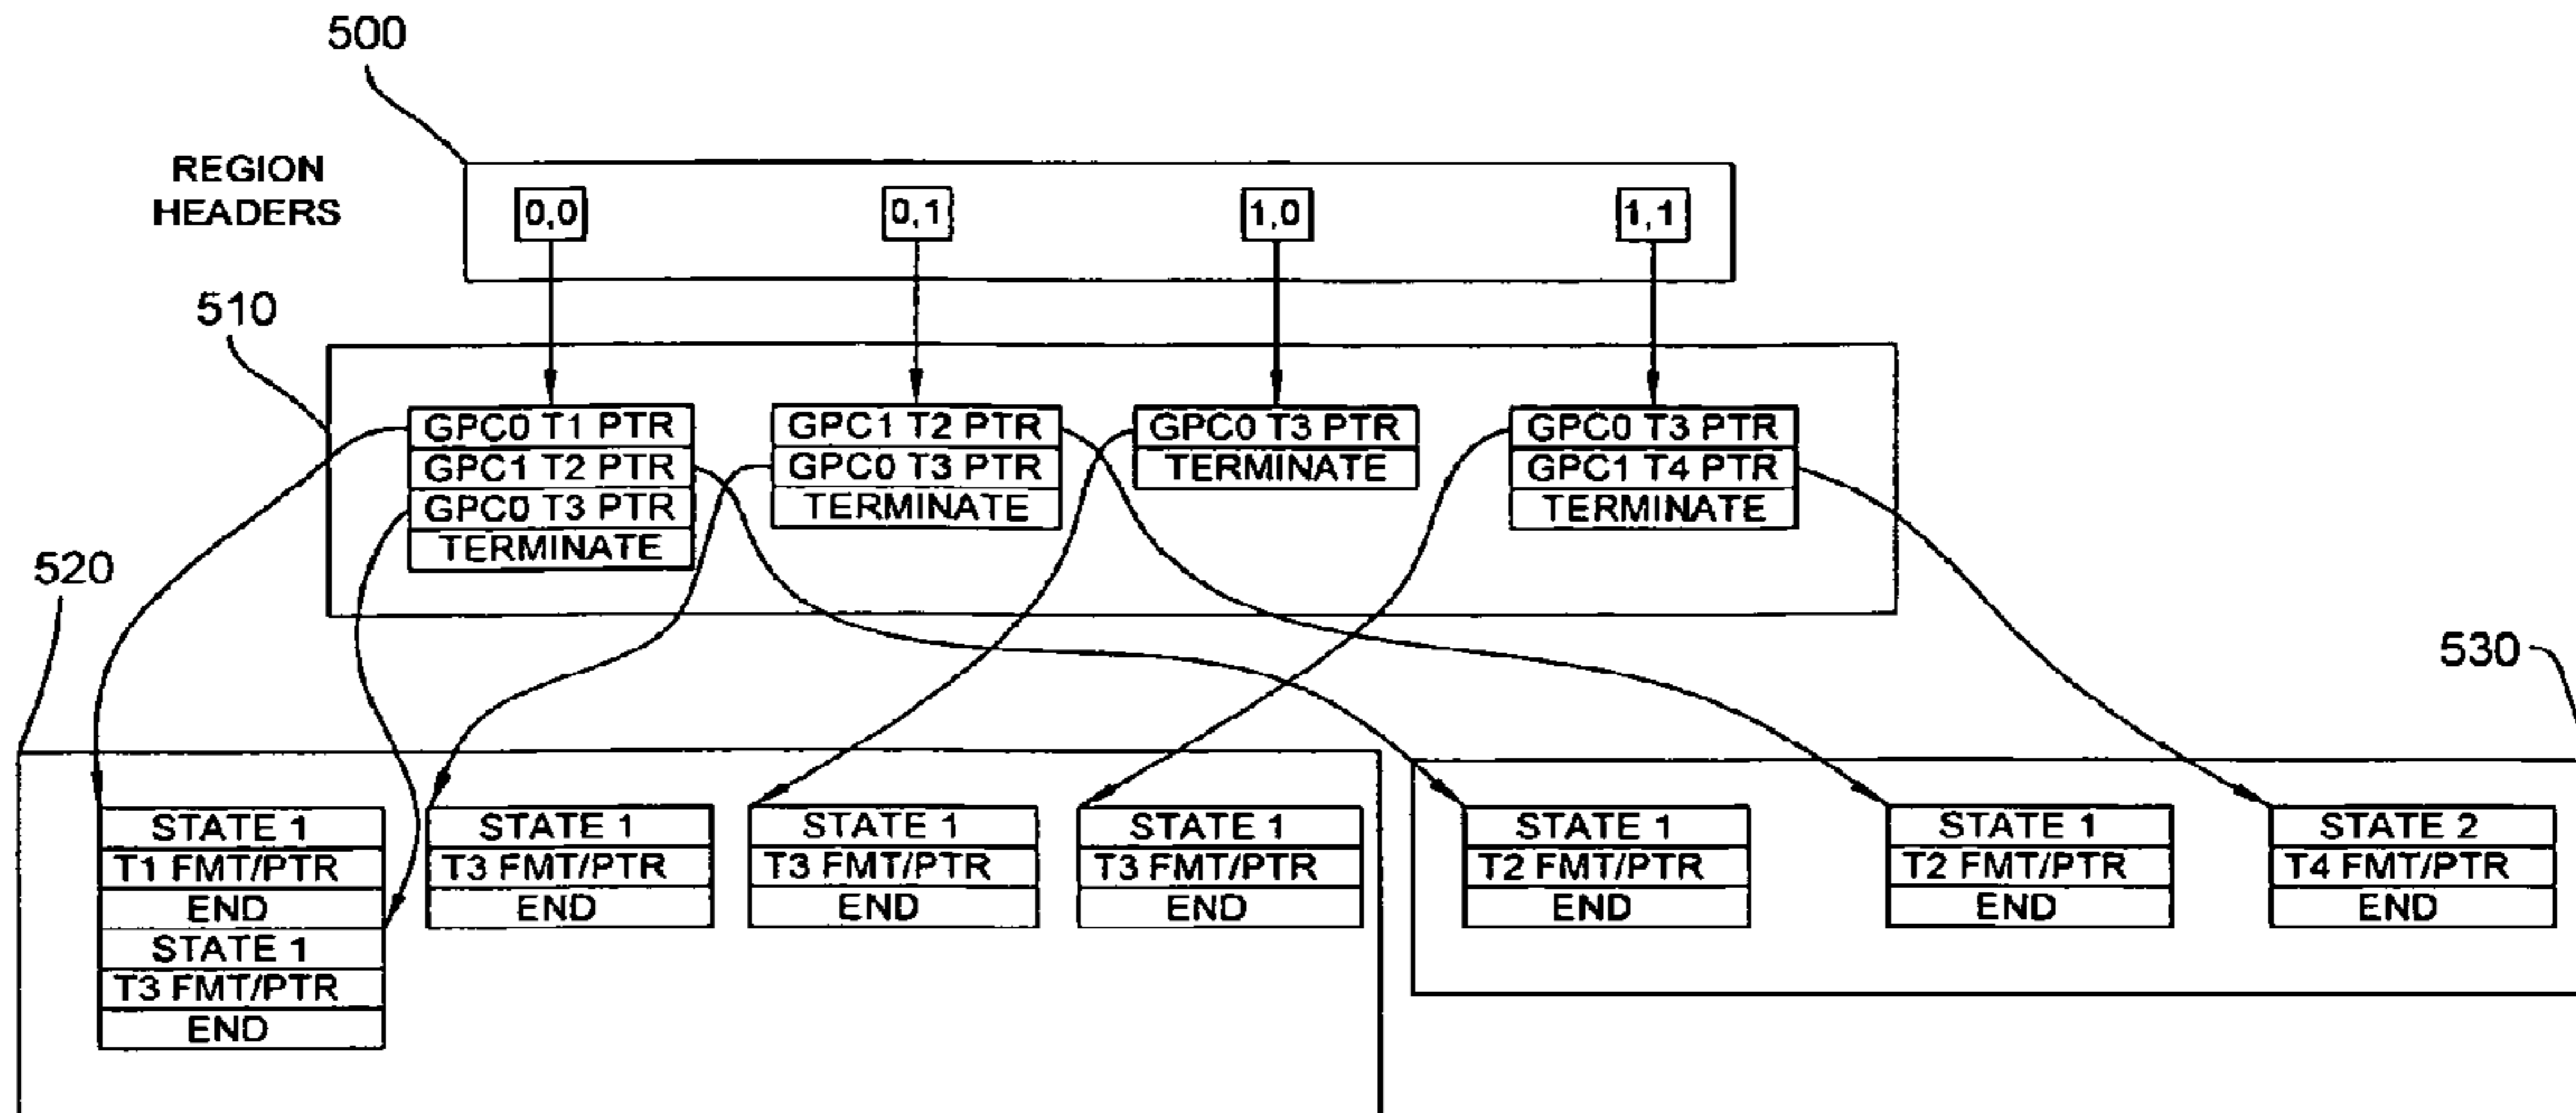 500
REGION
HEADERS
0,0
0,1
1,0
1,1
510
GPC0 T1 PTR
GPC1 T2 PTR
GPC0 T3 PTR
TERMINATE
GPC1 T2 PTR
GPC0 T3 PTR
TERMINATE
GPC0 T3 PTR
TERMINATE
GPC0 T3 PTR
GPC1 T4 PTR
TERMINATE
520
530
STATE 1
T1 FMT/PTR
END
STATE 1
T3 FMT/PTR
END
STATE 1
T3 FMT/PTR
END
STATE 1
T3 FMT/PTR
END
STATE 1
T3 FMT/PTR
END
STATE 1
T2 FMT/PTR
END
STATE 1
T2 FMT/PTR
END
STATE 2
T4 FMT/PTR
END